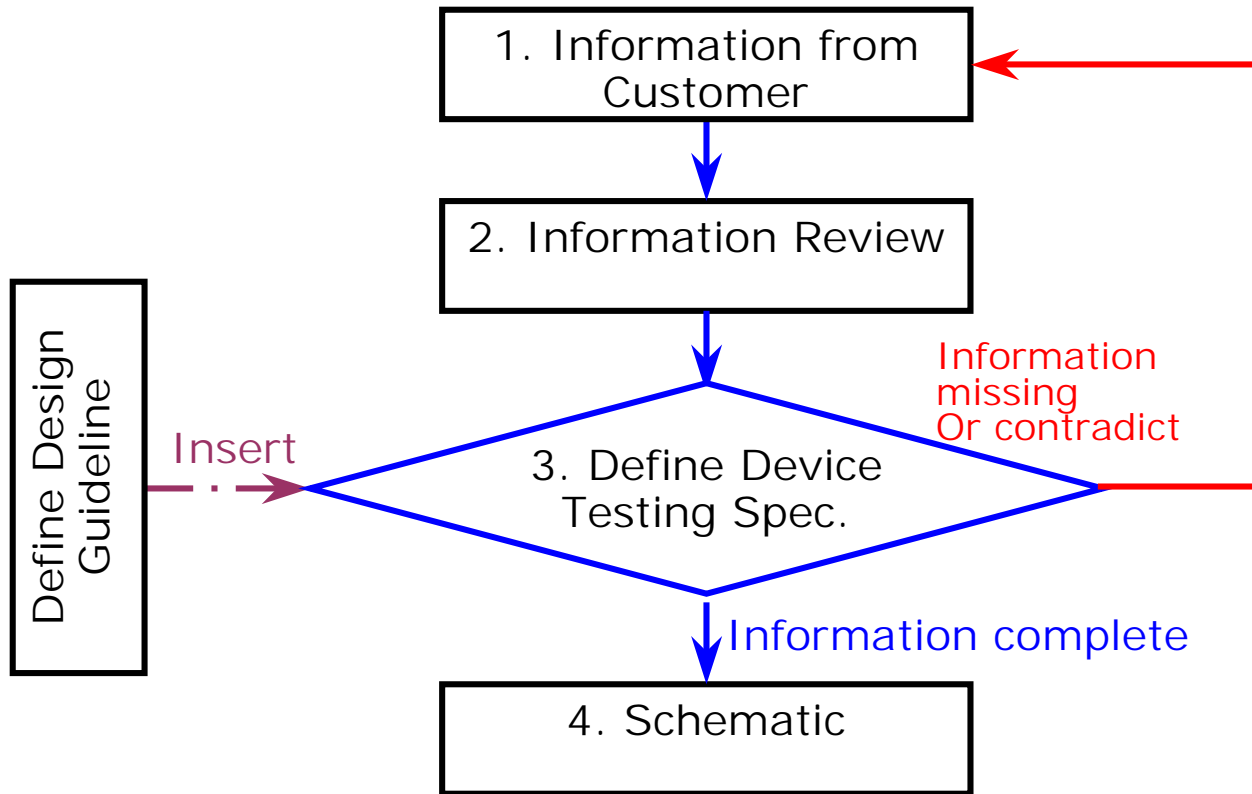 1. Information from
Customer
2. Information Review
Define Design
Guideline
Insert
Information
missing
Or contradict
3. Define Device
Testing Spec.
Information complete
4. Schematic